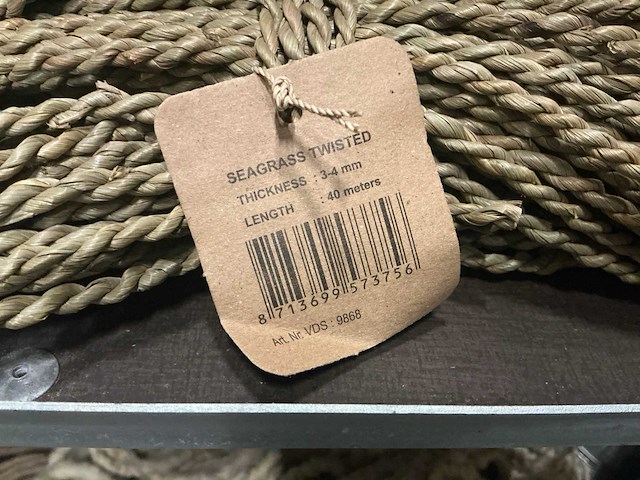 SEAGRASS TWISTED
THICKNESS : 3-4 mm
LENGTH : 40 meters
8 713699 573756
Art. Nr. VDS : 9868